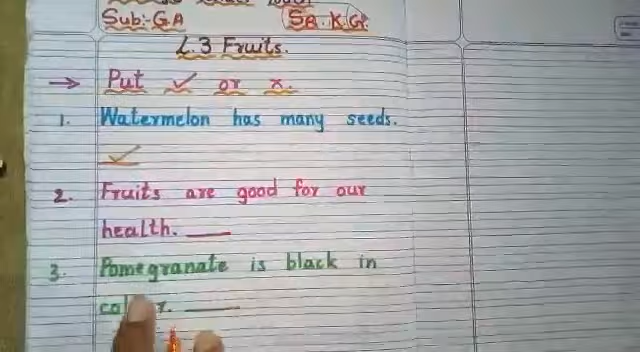 Sub:- G.A
SR. K.G.
L.3 Fruits.
→ Put ✓ or ×.
1. Watermelon has many seeds.
✓
2. Fruits are good for our
health. ___
3. Pomegranate is black in